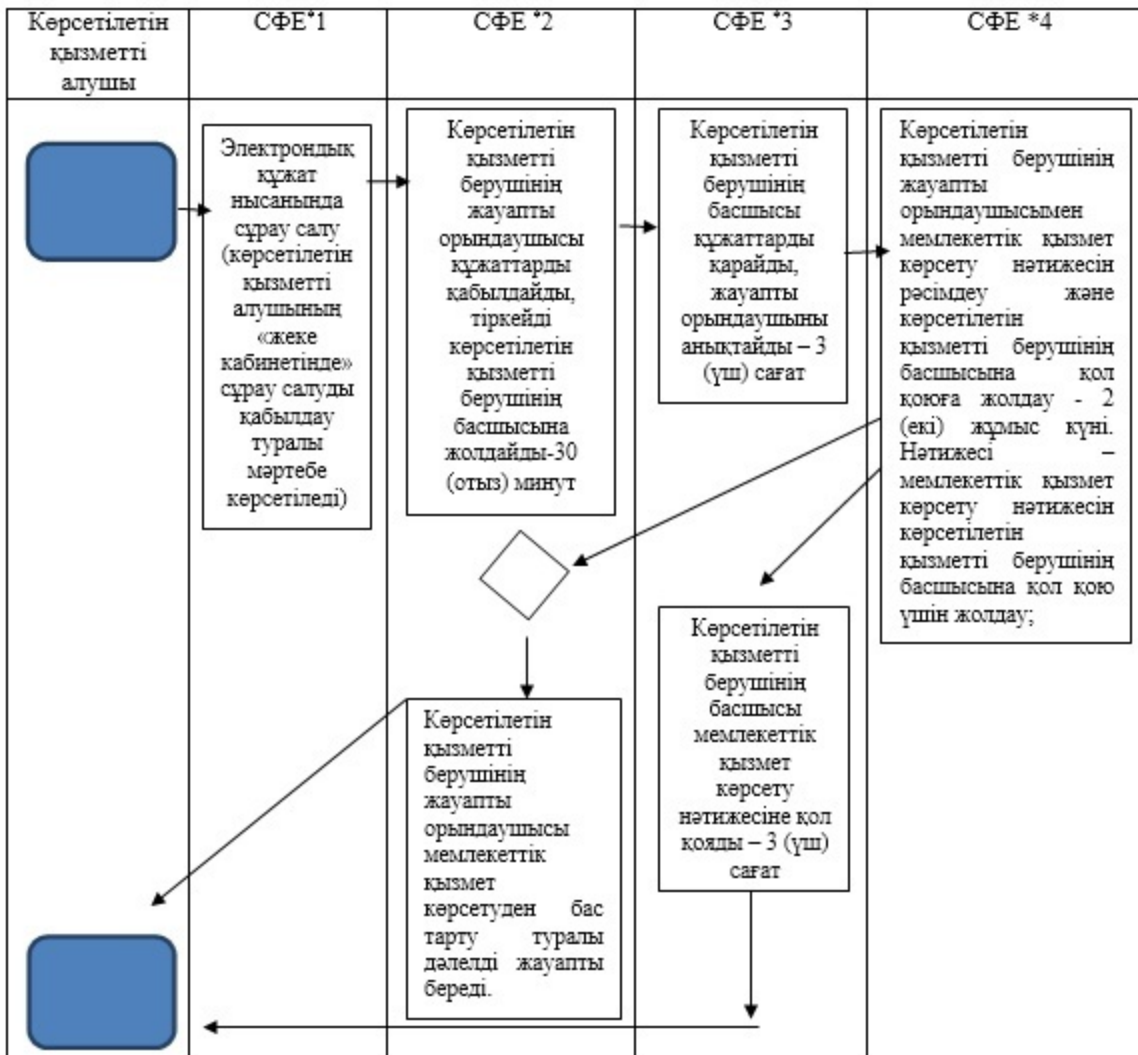 Көрсетілетін
қызметті
алушы
СФЕ*1
СФЕ *2
СФЕ *3
СФЕ *4
Электрондық
құжат
нысанында
сұрау салу
(көрсетілетін
қызметті
алушының
«жеке
кабинетінде»
сұрау салуды
қабылдау
туралы
мәртебе
көрсетіледі)
Көрсетілетін
қызметті
берушінің
жауапты
орындаушысы
құжаттарды
қабылдайды,
тіркейді
көрсетілетін
қызметті
берушінің
басшысына
жолдайды-30
(отыз) минут
Көрсетілетін
қызметті
берушінің
басшысы
құжаттарды
қарайды,
жауапты
орындаушыны
анықтайды – 3
(үш) сағат
Көрсетілетін
қызметті берушінің
жауапты
орындаушысымен
мемлекеттік қызмет
көрсету нәтижесін
рәсімдеу және
көрсетілетін
қызметті берушінің
басшысына қол
қоюға жолдау - 2
(екі) жұмыс күні.
Нәтижесі –
мемлекеттік қызмет
көрсету нәтижесін
көрсетілетін
қызметті берушінің
басшысына қол қою
үшін жолдау;
Көрсетілетін
қызметті
берушінің
басшысы
мемлекеттік
қызмет
көрсету
нәтижесіне қол
қояды – 3 (үш)
сағат
Көрсетілетін
қызметті
берушінің
жауапты
орындаушысы
мемлекеттік
қызмет
көрсетуден бас
тарту туралы
дәлелді жауапты
береді.